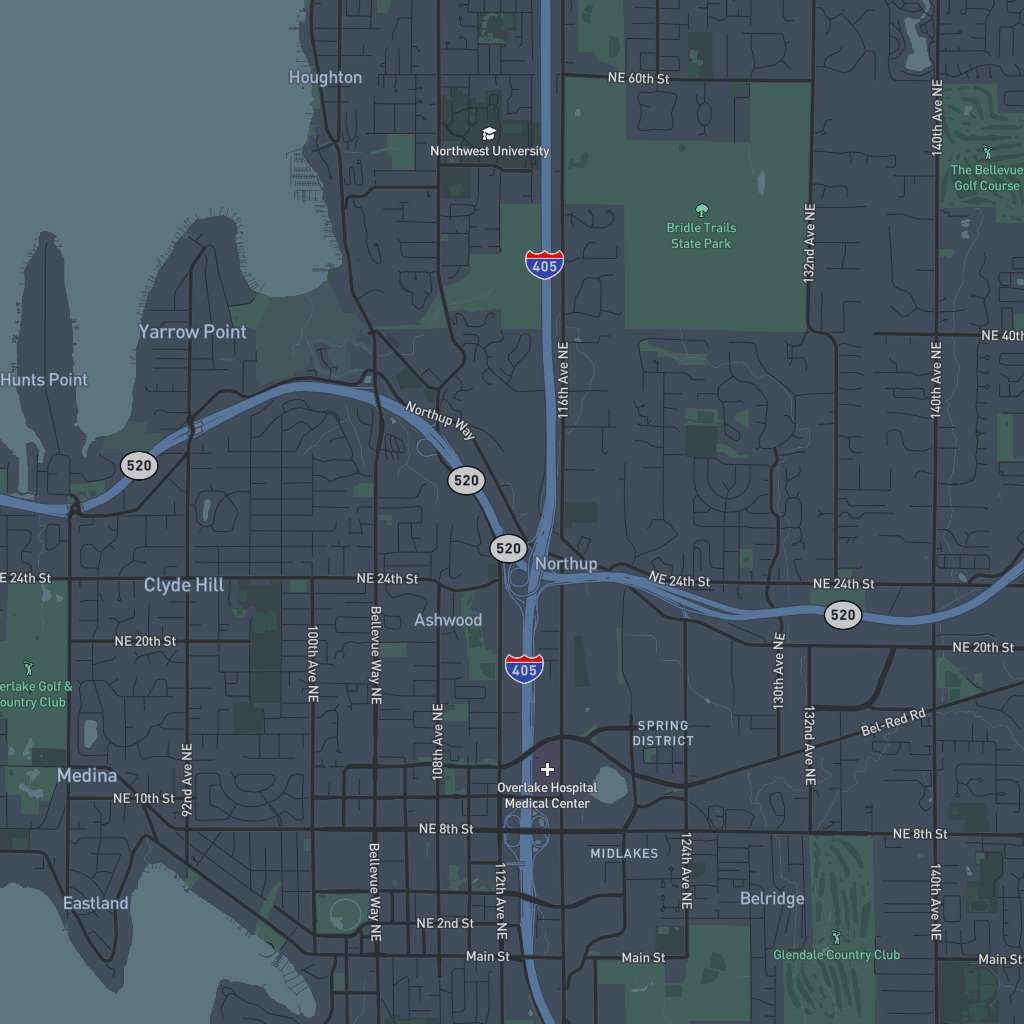 Houghton
NE 60th St
Northwest University
140th Ave NE
The Bellevue
Golf Course
Bridle Trails
State Park
132nd Ave NE
405
Yarrow Point
NE 40th
Hunts Point
116th Ave NE
140th Ave NE
Northup Way
520
520
520
Northup
NE 24th St
Clyde Hill
NE 24th St
NE 24th St
NE 24th St
Ashwood
520
100th Ave NE
Bellevue Way NE
NE 20th St
130th Ave NE
NE 20th St
405
erlake Golf &
ountry Club
108th Ave NE
132nd Ave NE
Bel-Red Rd
SPRING
DISTRICT
92nd Ave NE
Medina
NE 10th St
Overlake Hospital
Medical Center
NE 8th St
NE 8th St
MIDLAKES
Bellevue Way NE
112th Ave NE
124th Ave NE
140th Ave NE
Eastland
Belridge
NE 2nd St
Main St
Main St
Glendale Country Club
Main St